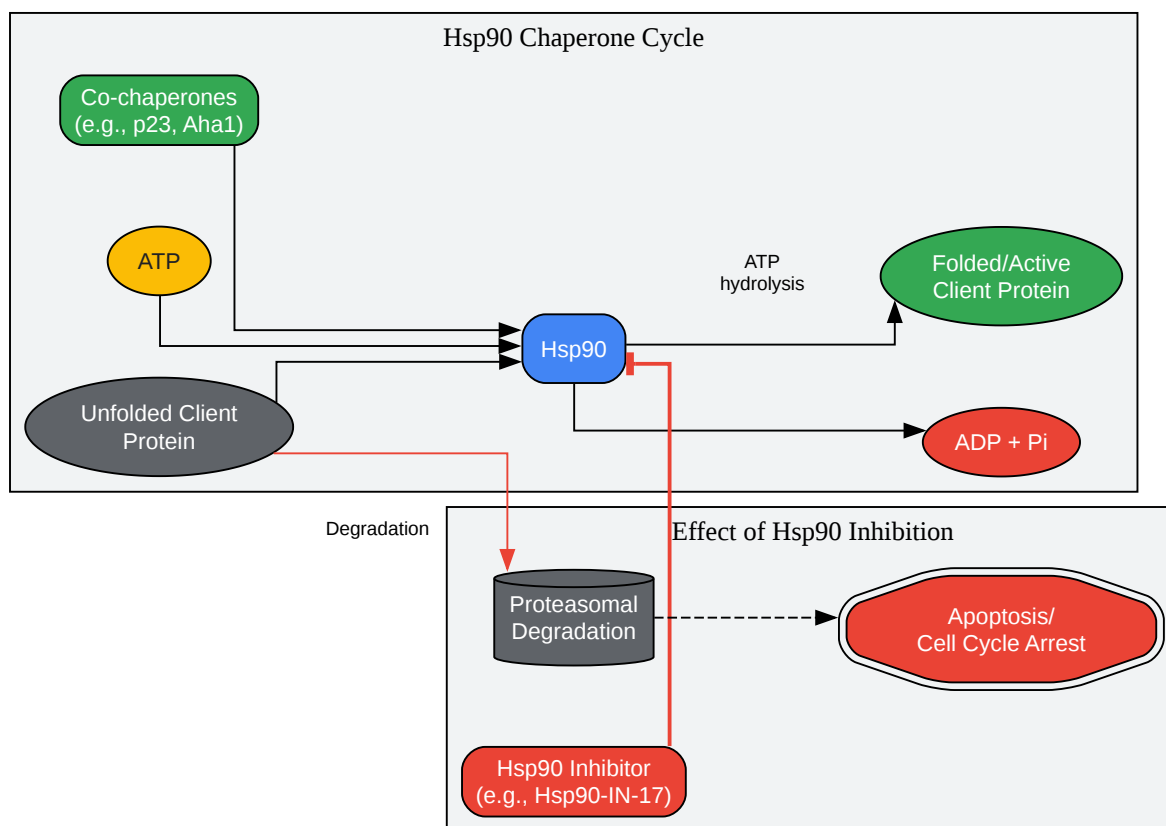 Hsp90 Chaperone Cycle
Co-chaperones
(e.g., p23, Aha1)
ATP
ATP
hydrolysis
Folded/Active
Client Protein
Hsp90
Unfolded Client
Protein
ADP + Pi
Degradation
Effect of Hsp90 Inhibition
Proteasomal
Degradation
Apoptosis/
Cell Cycle Arrest
Hsp90 Inhibitor
(e.g., Hsp90-IN-17)